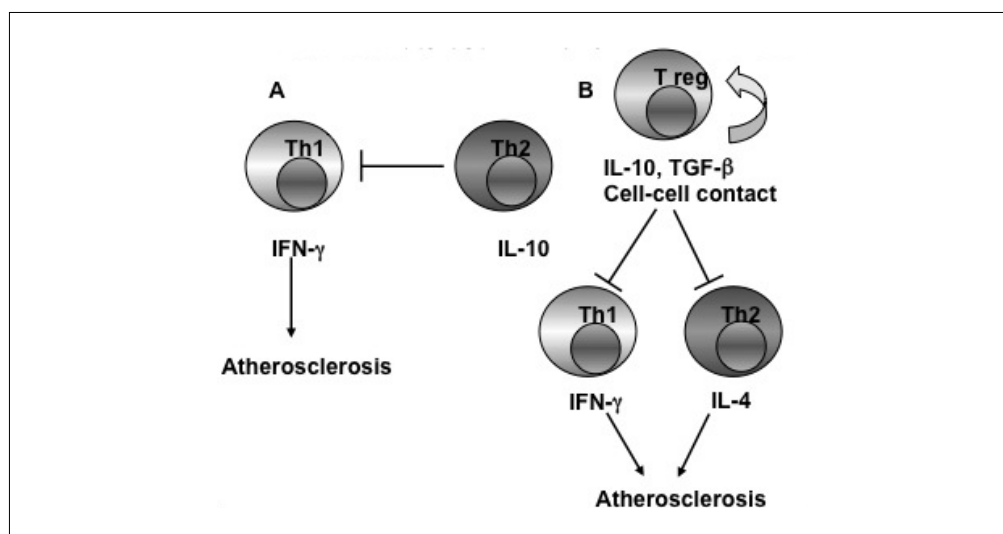 A
B
T reg
Th1
Th2
IL-10, TGF-β
Cell-cell contact
IFN-γ
IL-10
Th1
Th2
Atherosclerosis
IFN-γ
IL-4
Atherosclerosis